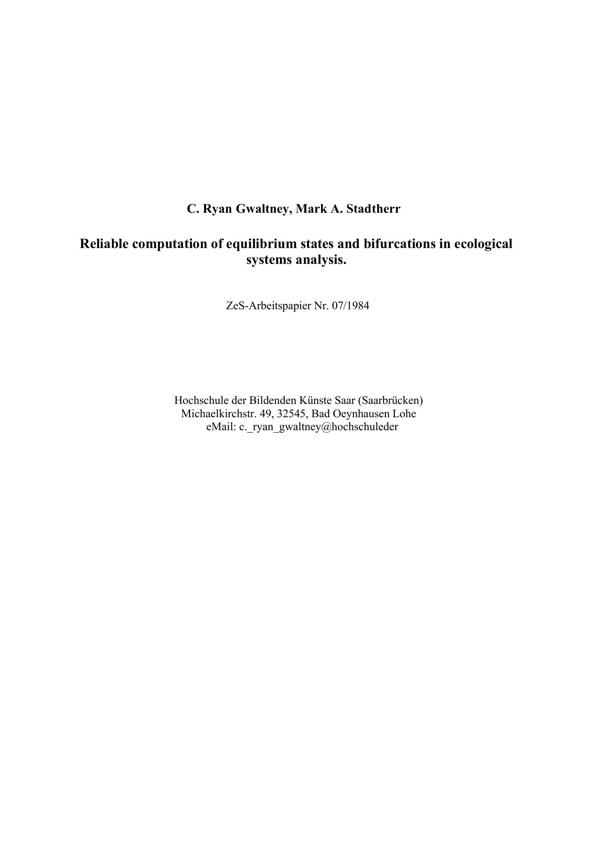 C. Ryan Gwaltney, Mark A. Stadtherr
Reliable computation of equilibrium states and bifurcations in ecological
systems analysis.
ZeS-Arbeitspapier Nr. 07/1984
Hochschule der Bildenden Künste Saar (Saarbrücken)
Michaelkirchstr. 49, 32545, Bad Oeynhausen Lohe
eMail: c._ryan_gwaltney@hochschuleder